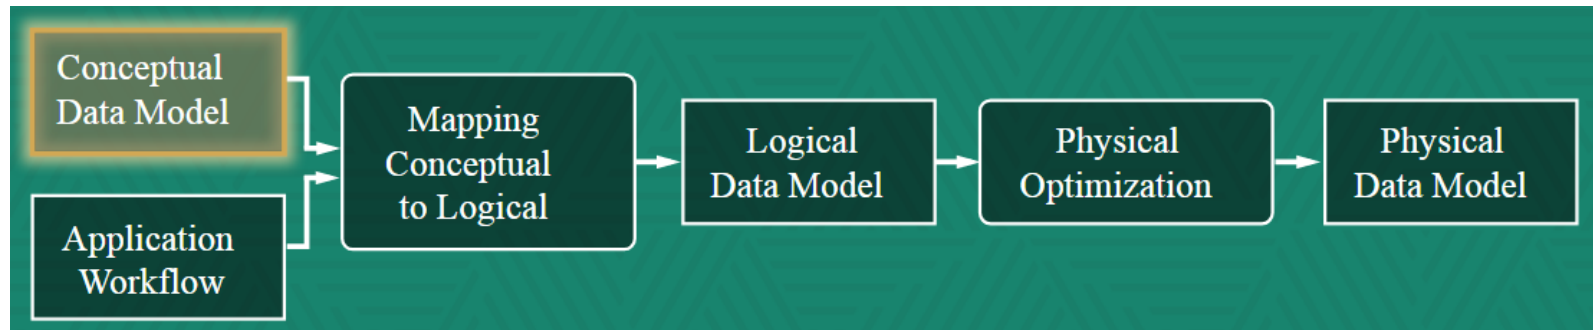 Conceptual
Data Model
Application
Workflow
Mapping
Conceptual
to Logical
Logical
Data Model
Physical
Optimization
Physical
Data Model